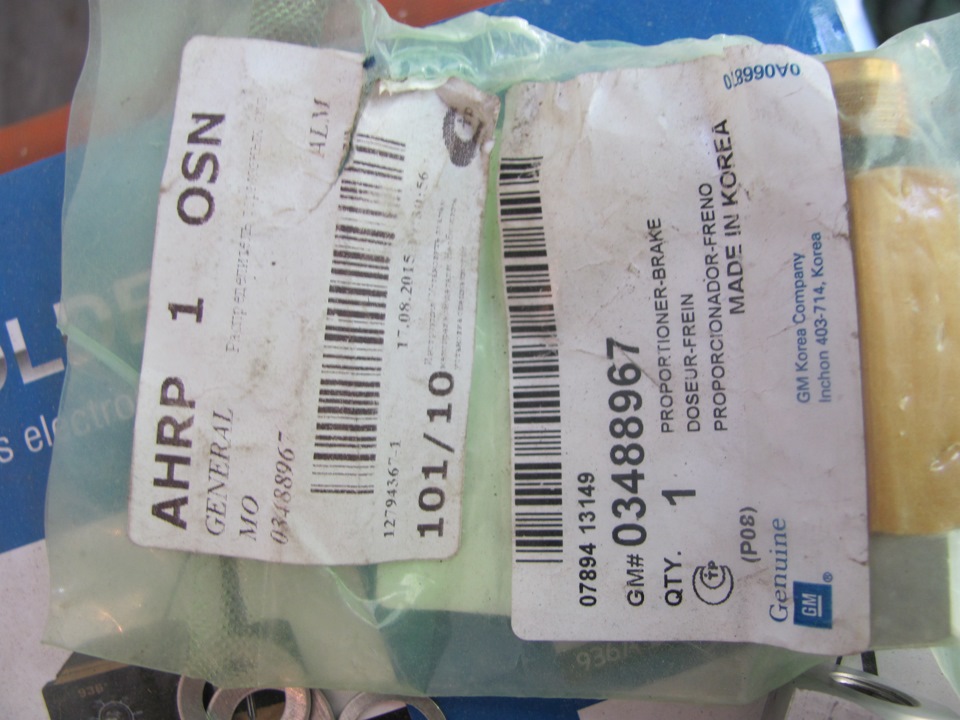 AHRP 1 OSN
GENERAL
MO
ALM
03488967
17.08.2015
12794367-1
101/10
07894 13149
GM# 03488967
QTY. 1
PROPORTIONER-BRAKE
DOSEUR-FREIN
PROPORCIONADOR-FRENO
MADE IN KOREA
TP
(P08)
Genuine
GM ®
GM Korea Company
Inchon 403-714, Korea
936